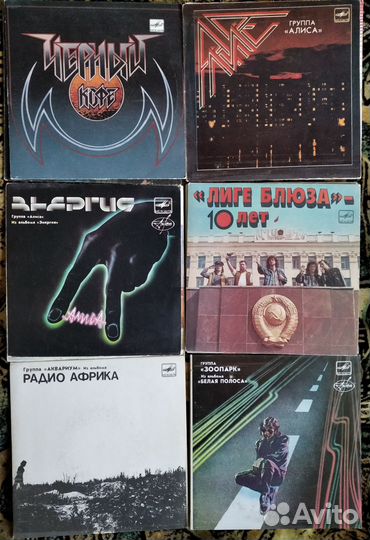 ЧЕРНЫЙ
КОФЕ
ГРУППА
«АЛИСА»
ЭНЕРГИЯ
Группа «Алиса»
Из альбома «Энергия»
АлисА
«ЛИГЕ БЛЮЗА»-
10 лет
Группа «АКВАРИУМ» Из альбома
РАДИО АФРИКА
ГРУППА
«ЗООПАРК»
Из альбома
«БЕЛАЯ ПОЛОСА»
Avito